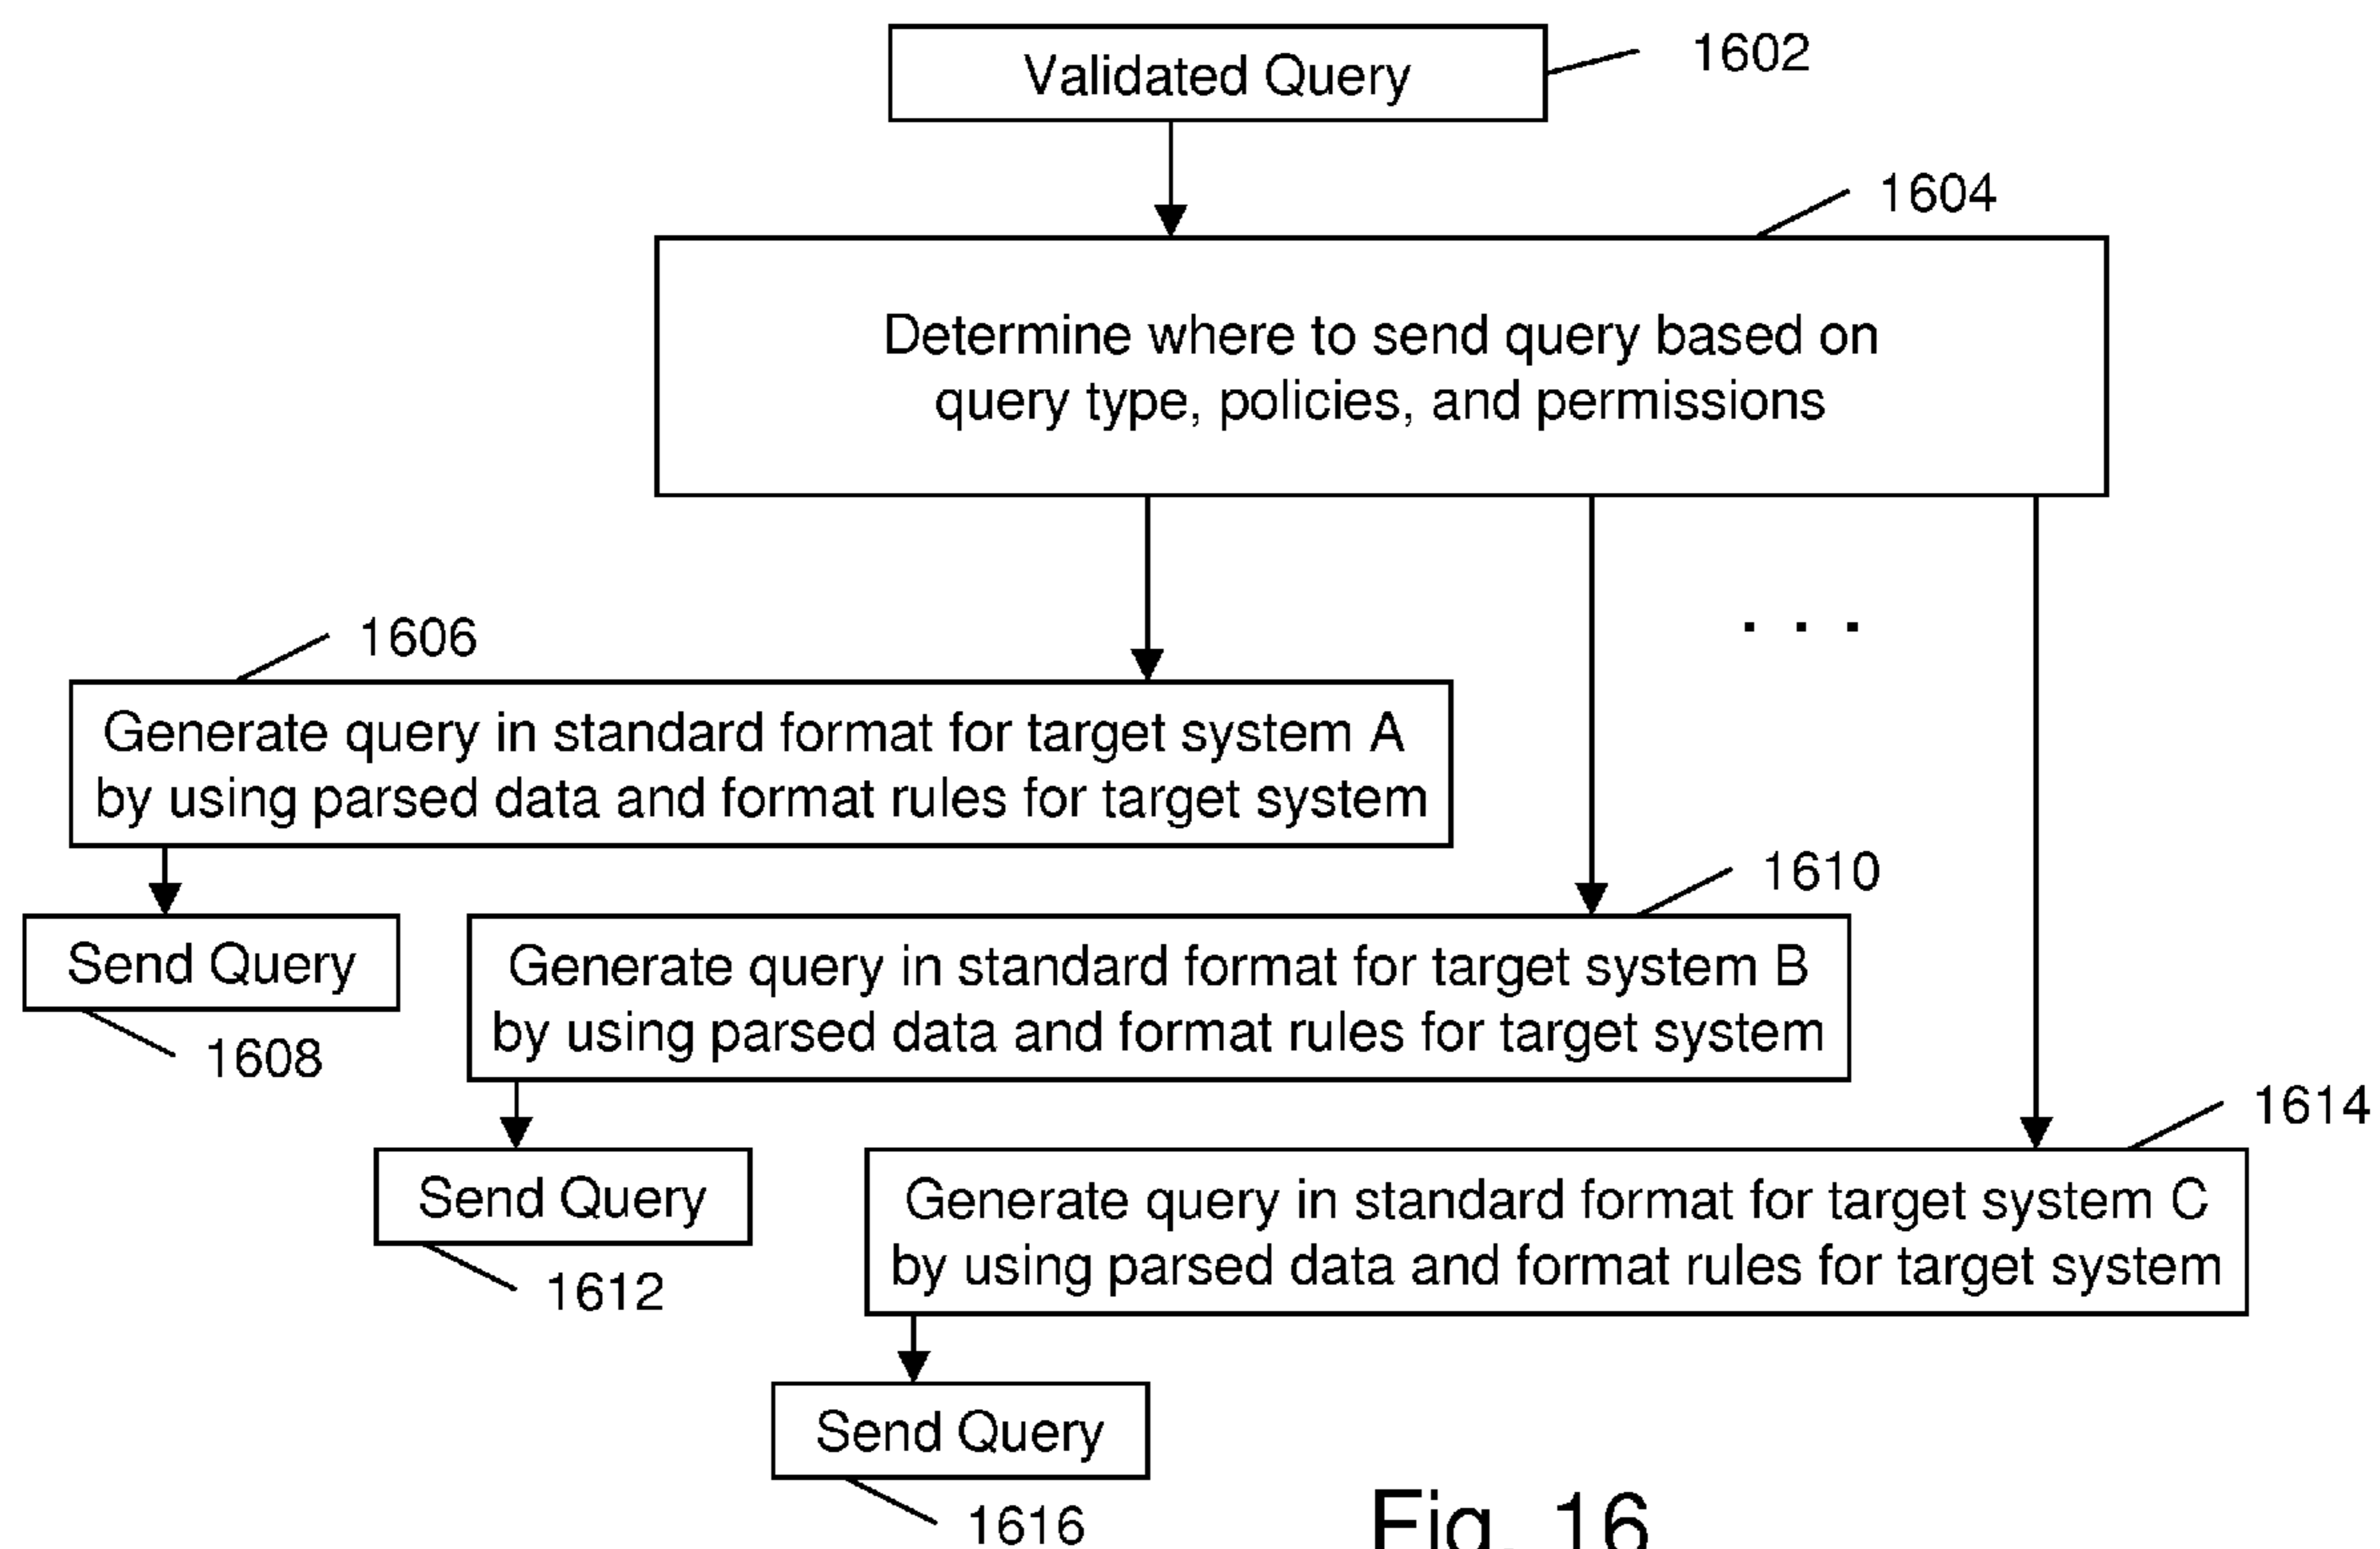 Validated Query
1602
1604
Determine where to send query based on
query type, policies, and permissions
. . .
1606
Generate query in standard format for target system A
by using parsed data and format rules for target system
1610
Send Query
1608
Generate query in standard format for target system B
by using parsed data and format rules for target system
1614
Send Query
1612
Generate query in standard format for target system C
by using parsed data and format rules for target system
Send Query
1616
Fig. 16